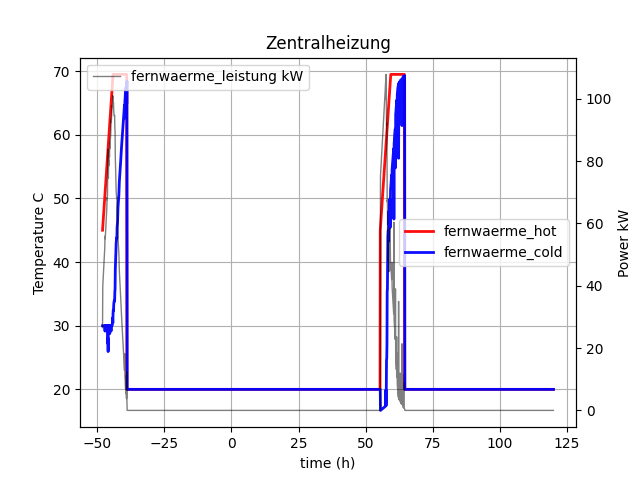 Zentralheizung
fernwaerme_leistung kW
fernwaerme_hot
fernwaerme_cold
Temperature C
70
60
50
40
30
20
Power kW
100
80
60
40
20
0
−50 −25 0 25 50 75 100 125
time (h)